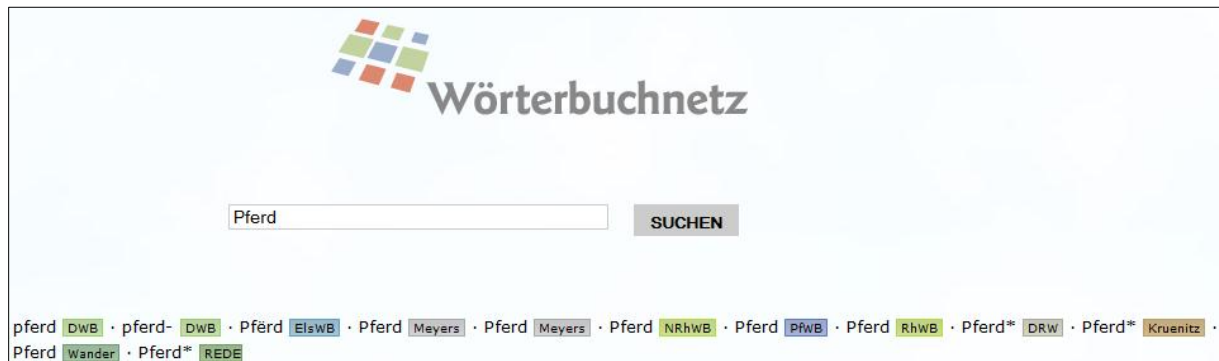 Wörterbuchnetz
Pferd SUCHEN
pferd DWB · pferd- DWB · Pfërd ElsWB · Pferd Meyers · Pferd Meyers · Pferd NRhWB · Pferd PfWB · Pferd RhWB · Pferd* DRW · Pferd* Kruenitz ·
Pferd Wander · Pferd* REDE